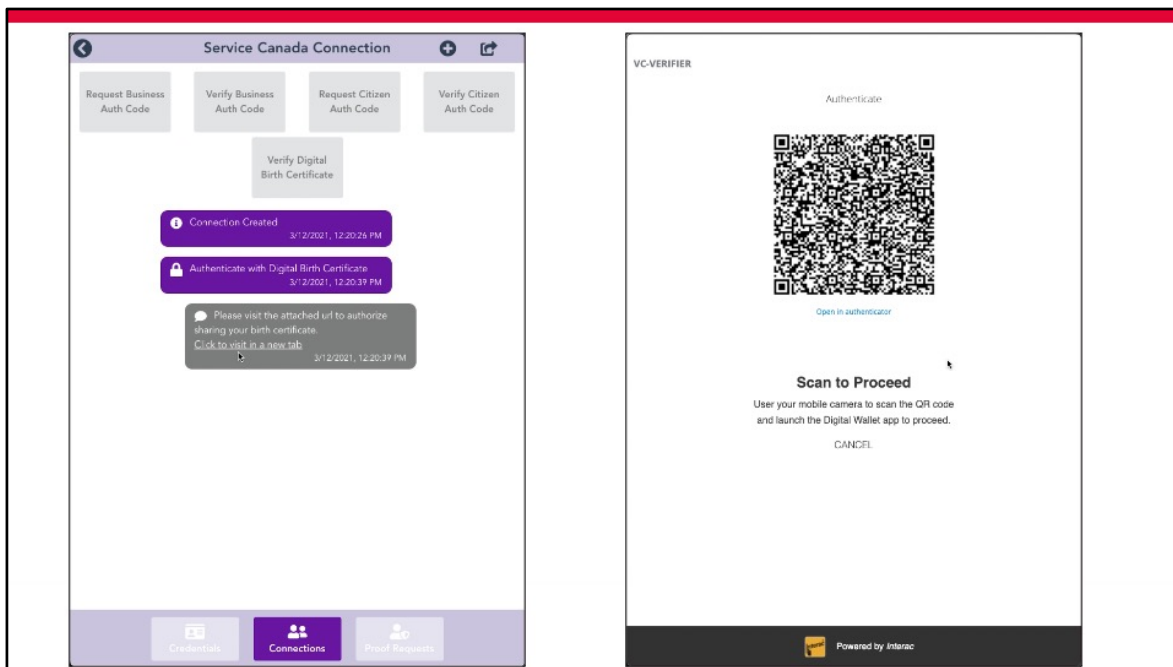 Service Canada Connection
Request Business
Auth Code
Verify Business
Auth Code
Request Citizen
Auth Code
Verify Citizen
Auth Code
Verify Digital
Birth Certificate
Connection Created
3/12/2021, 12:20:26 PM
Authenticate with Digital Birth Certificate
3/12/2021, 12:20:39 PM
Please visit the attached url to authorize
sharing your birth certificate.
Click to visit in a new tab
3/12/2021, 12:20:39 PM
Credentials
Connections
Proof Requests
VC-VERIFIER
Authenticate
Open in authenticator
Scan to Proceed
User your mobile camera to scan the QR code
and launch the Digital Wallet app to proceed.
CANCEL
Interac
Powered by Interac